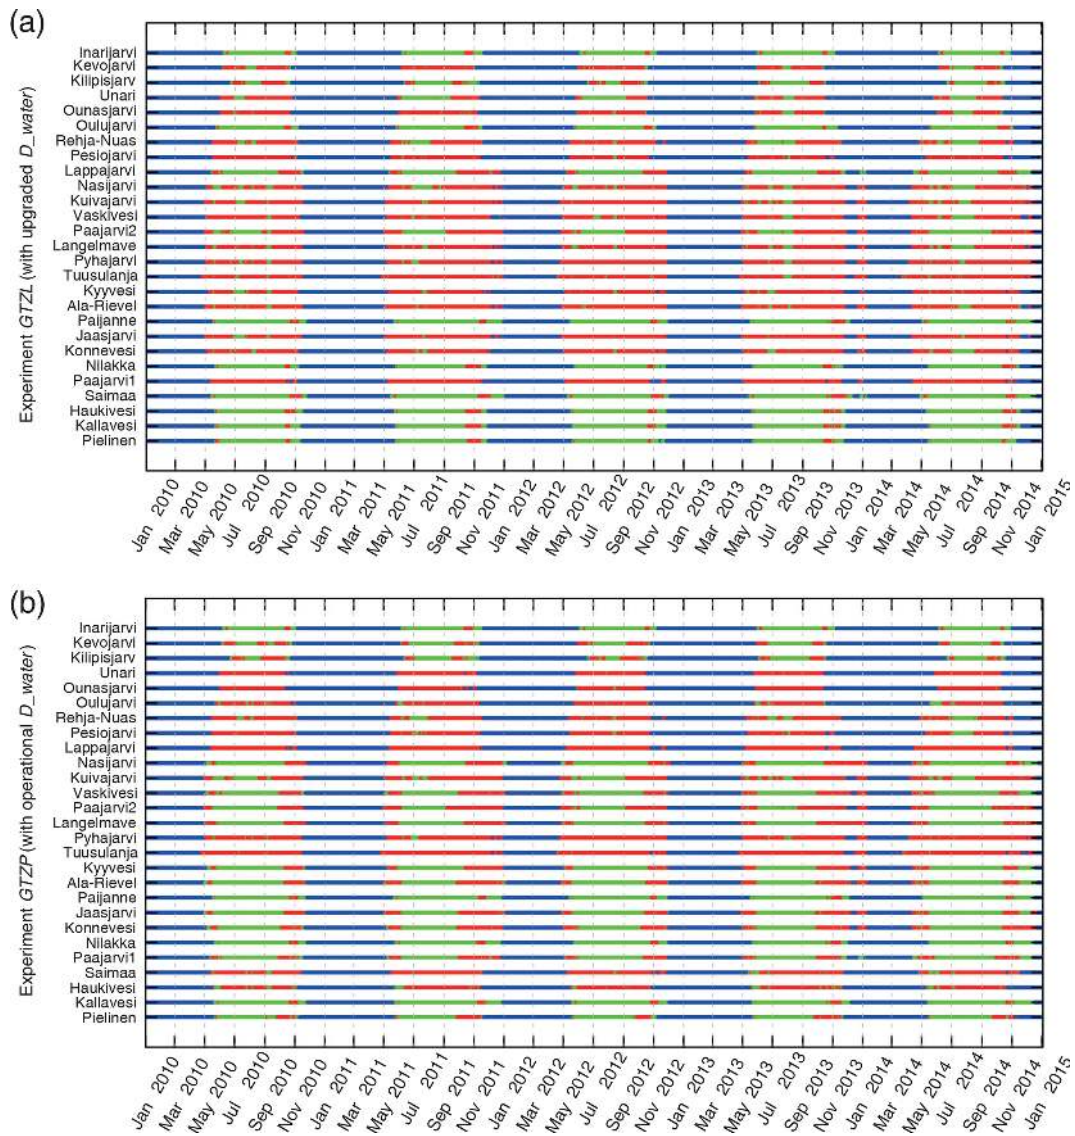 (a)
Experiment GTZL (with upgraded D_water)
Inarijarvi
Kevojarvi
Kilipisjarv
Unari
Ounasjarvi
Oulujarvi
Rehja-Nuas
Pesiojarvi
Lappajarvi
Nasijarvi
Kuivajarvi
Vaskivesi
Paajarvi2
Langelmave
Pyhajarvi
Tuusulanja
Kyyvesi
Ala-Rievel
Paijanne
Jaasjarvi
Konnevesi
Nilakka
Paajarvi1
Saimaa
Haukivesi
Kallavesi
Pielinen
Jan 2010
Mar 2010
May 2010
Jul 2010
Sep 2010
Nov 2010
Jan 2011
Mar 2011
May 2011
Jul 2011
Sep 2011
Nov 2011
Jan 2012
Mar 2012
May 2012
Jul 2012
Sep 2012
Nov 2012
Jan 2013
Mar 2013
May 2013
Jul 2013
Sep 2013
Nov 2013
Jan 2014
Mar 2014
May 2014
Jul 2014
Sep 2014
Nov 2014
Jan 2015
(b)
Experiment GTZP (with operational D_water)
Inarijarvi
Kevojarvi
Kilipisjarv
Unari
Ounasjarvi
Oulujarvi
Rehja-Nuas
Pesiojarvi
Lappajarvi
Nasijarvi
Kuivajarvi
Vaskivesi
Paajarvi2
Langelmave
Pyhajarvi
Tuusulanja
Kyyvesi
Ala-Rievel
Paijanne
Jaasjarvi
Konnevesi
Nilakka
Paajarvi1
Saimaa
Haukivesi
Kallavesi
Pielinen
Jan 2010
Mar 2010
May 2010
Jul 2010
Sep 2010
Nov 2010
Jan 2011
Mar 2011
May 2011
Jul 2011
Sep 2011
Nov 2011
Jan 2012
Mar 2012
May 2012
Jul 2012
Sep 2012
Nov 2012
Jan 2013
Mar 2013
May 2013
Jul 2013
Sep 2013
Nov 2013
Jan 2014
Mar 2014
May 2014
Jul 2014
Sep 2014
Nov 2014
Jan 2015